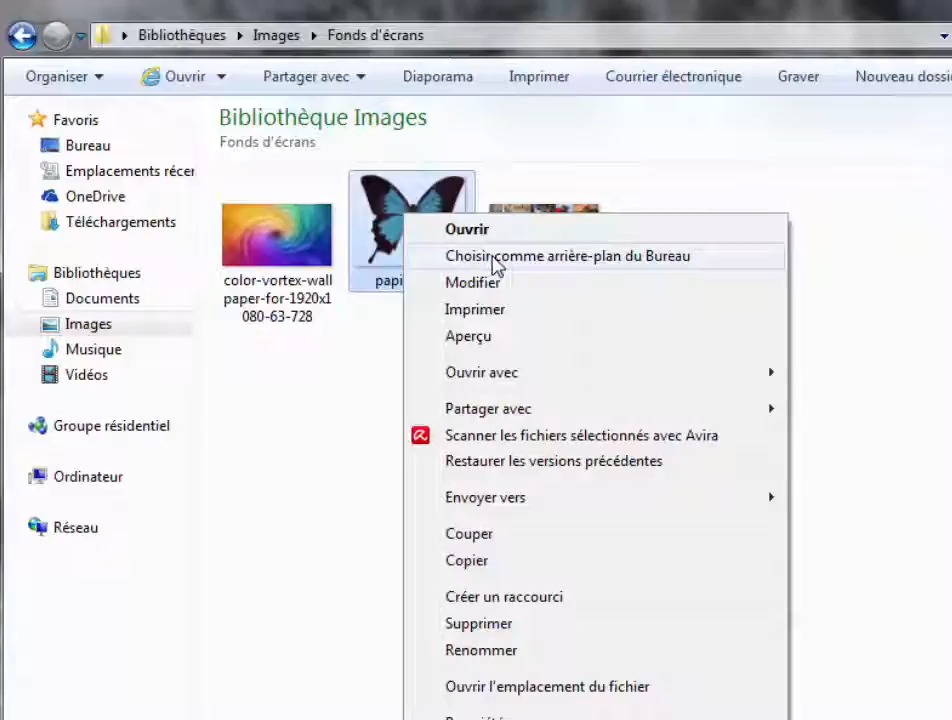 Bibliothèques Images Fonds d'écrans
Organiser Ouvrir Partager avec Diaporama Imprimer Courrier électronique Graver Nouveau
Favoris
Bureau
Emplacements
OneDrive
Téléchargements
Bibliothèques
Documents
Images
Musique
Vidéos
Groupe résidentiel
Ordinateur
Réseau
Bibliothèque Images
Fonds d'écrans
color-vortex-wall
paper-for-1920x1
080-63-728
Ouvrir
Choisir comme arrière-plan du Bureau
Modifier
Imprimer
Aperçu
Ouvrir avec
Partager avec
Scanner les fichiers sélectionnés avec Avira
Restaurer les versions précédentes
Envoyer vers
Couper
Copier
Créer un raccourci
Supprimer
Renommer
Ouvrir l'emplacement du fichier